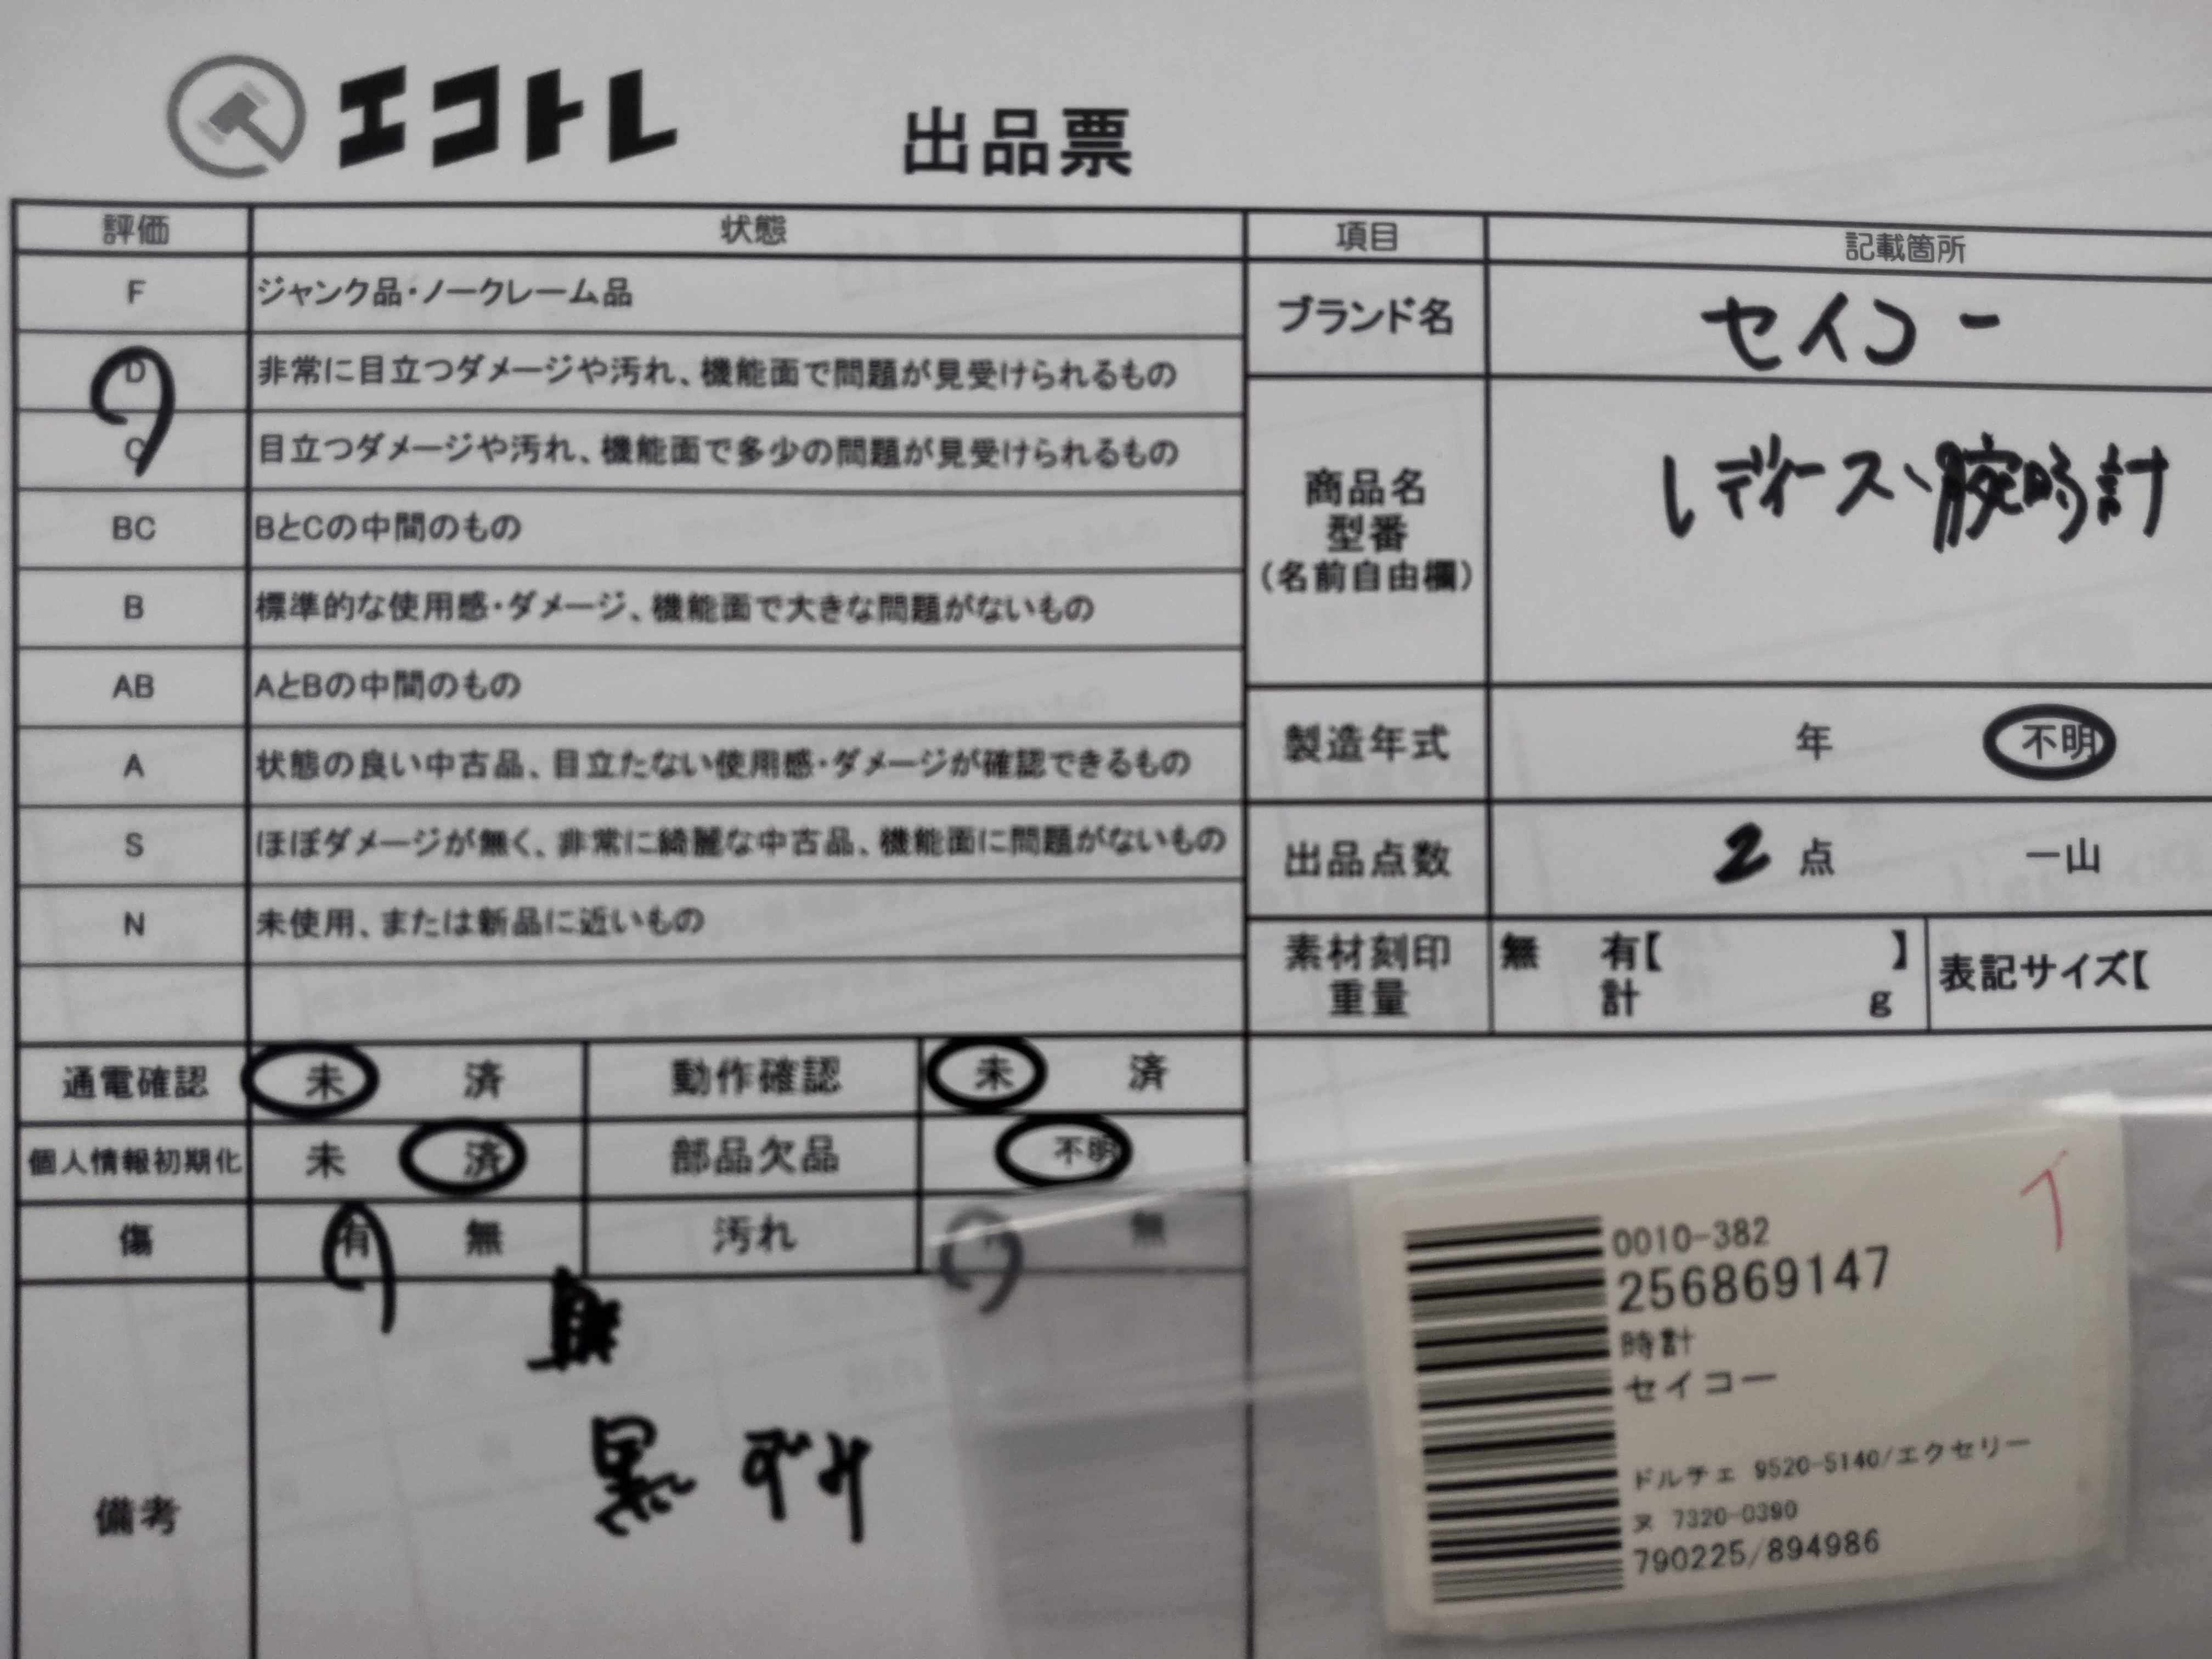 エコトレ 出品票
評価 状態
F ジャンク品・ノークレーム品
D 非常に目立つダメージや汚れ、機能面で問題が見受けられるもの
C 目立つダメージや汚れ、機能面で多少の問題が見受けられるもの
BC BとCの中間のもの
B 標準的な使用感・ダメージ、機能面で大きな問題がないもの
AB AとBの中間のもの
A 状態の良い中古品、目立たない使用感・ダメージが確認できるもの
S ほぼダメージが無く、非常に綺麗な中古品、機能面に問題がないもの
N 未使用、または新品に近いもの
項目 記載箇所
ブランド名 セイコー
商品名
型番
(名前自由欄)
レディース、腕時計
製造年式 年 不明
出品点数 2 点 一山
素材刻印 無 有【 】
重量 計 g
表記サイズ【
通電確認 未 済 動作確認 未 済
個人情報初期化 未 済 部品欠品 不明
傷 有 無 汚れ 無
備考
黒
0010-382
256869147
時計
セイコー
ドルチェ 9520-5140/エクセリー
ヌ 7320-0390
790225/894986